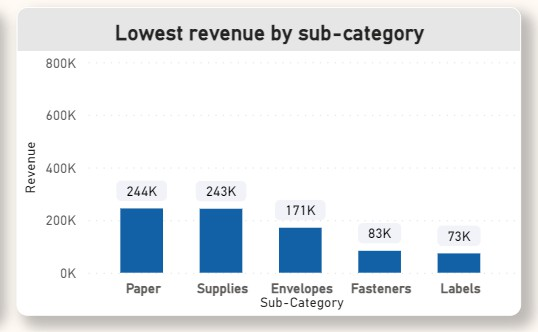 Lowest revenue by sub-category
800K
600K
400K
200K
0K
Revenue
244K
243K
171K
83K
73K
Paper
Supplies
Envelopes
Fasteners
Labels
Sub-Category